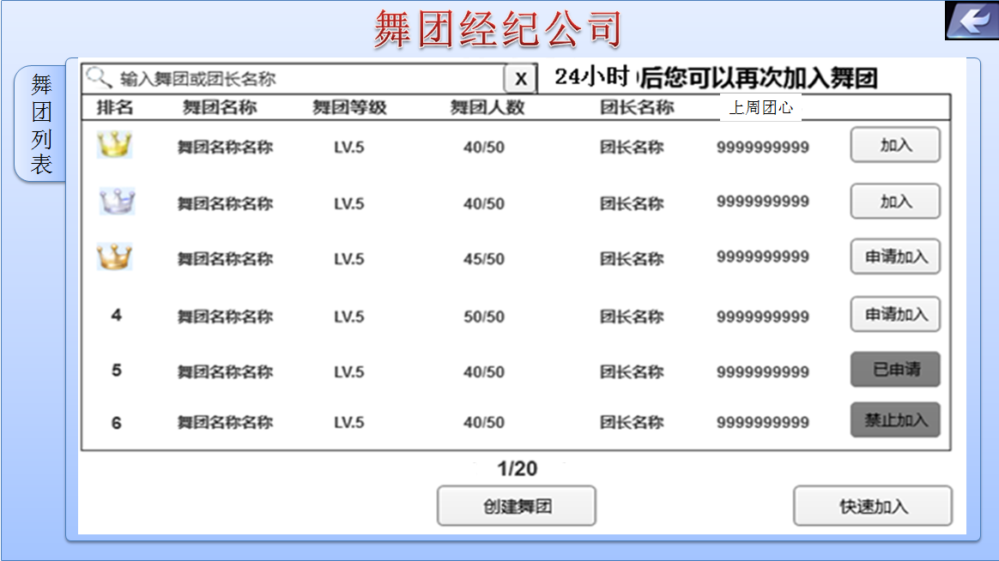 舞团经纪公司
舞团列表
输入舞团或团长名称 X 24小时后您可以再次加入舞团
排名 舞团名称 舞团等级 舞团人数 团长名称 上周团心
舞团名称名称 LV.5 40/50 团长名称 9999999999 加入
舞团名称名称 LV.5 40/50 团长名称 9999999999 加入
舞团名称名称 LV.5 45/50 团长名称 9999999999 申请加入
4 舞团名称名称 LV.5 50/50 团长名称 9999999999 申请加入
5 舞团名称名称 LV.5 40/50 团长名称 9999999999 已申请
6 舞团名称名称 LV.5 40/50 团长名称 9999999999 禁止加入
1/20
创建舞团 快速加入